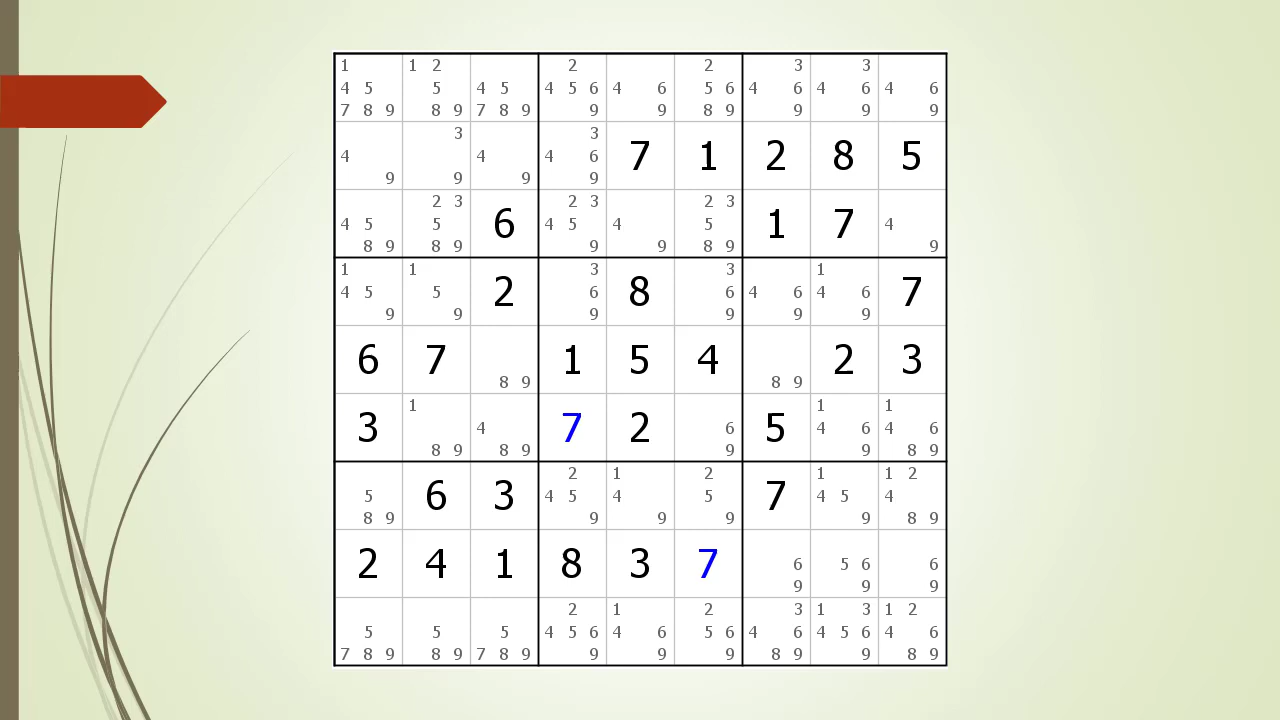 1 1 2 2 2 3 3
4 5 5 4 5 4 5 6 4 6 5 6 4 6 4 6 4 6
7 8 9 8 9 7 8 9 9 9 8 9 9 9 9
3 3
4 4 4 6 7 1 2 8 5
9 9 9 9
2 3 2 3 2 3
4 5 5 6 4 5 4 5 1 7 4
8 9 8 9 9 9 8 9 9
1 1 3 3 1
4 5 5 2 6 8 6 4 6 4 6 7
9 9 9 9 9 9
6 7 1 5 4 2 3
8 9 8 9
1 1 1
3 4 7 2 6 5 4 6 4 6
8 9 8 9 9 9 8 9
2 1 2 1 1 2
5 6 3 4 5 4 5 7 4 5 4
8 9 9 9 9 9 8 9
2 4 1 8 3 7 6 5 6 6
9 9 9
2 1 2 3 1 3 1 2
5 5 5 4 5 6 4 6 5 6 4 6 4 5 6 4 6
7 8 9 8 9 7 8 9 9 9 9 8 9 9 8 9